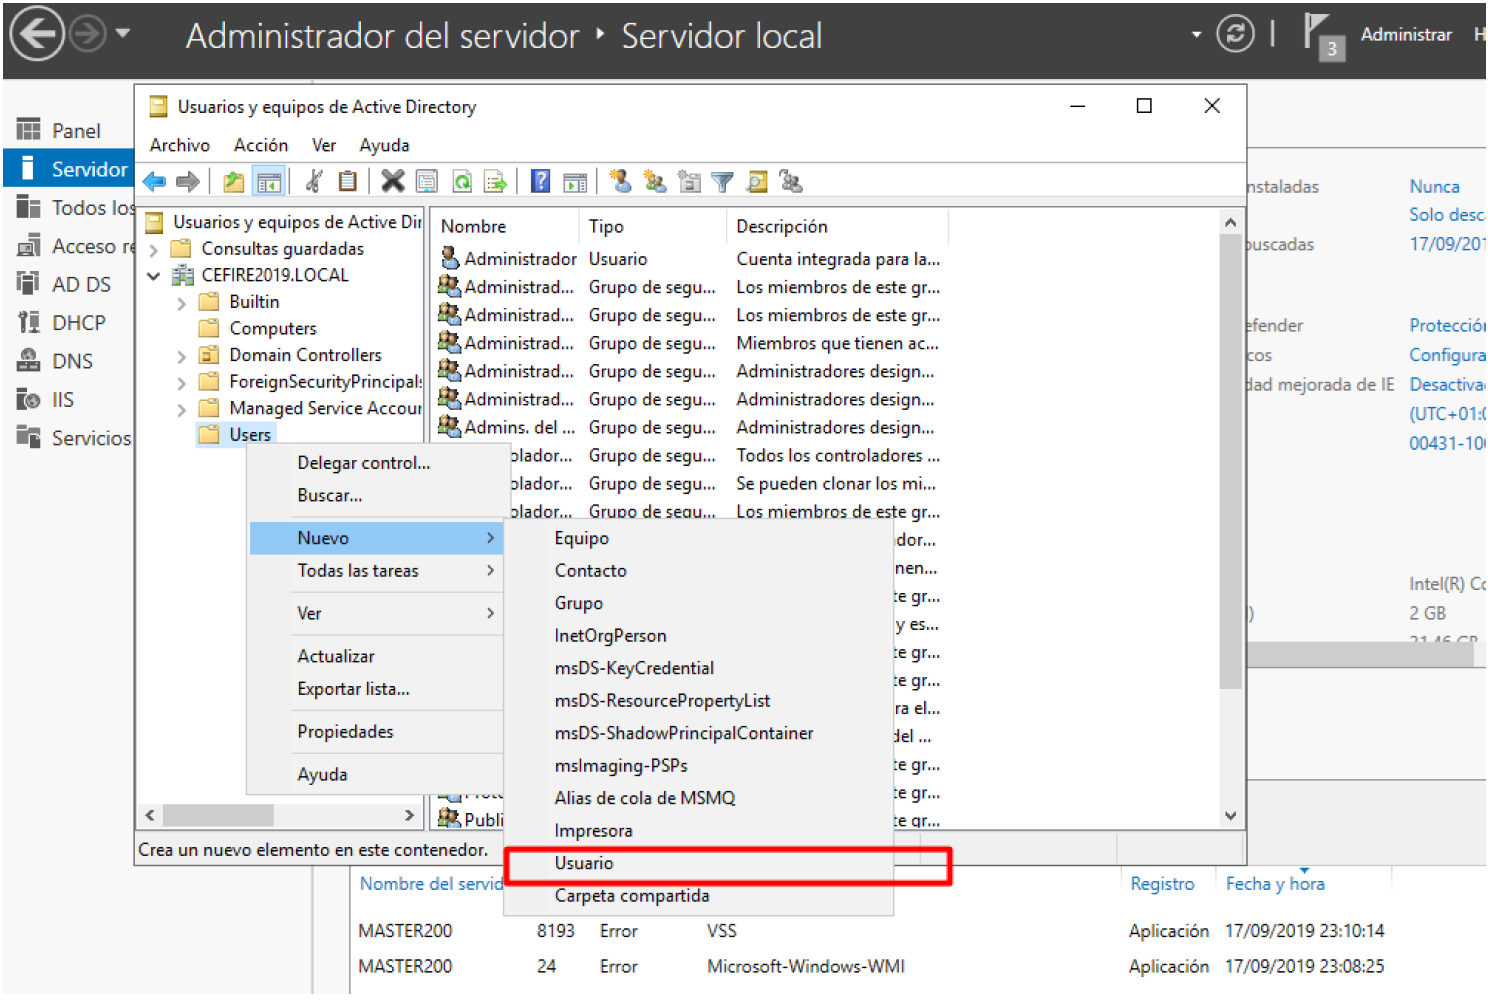 Administrador del servidor ‣ Servidor local
3
Administrar
H
Panel
Servidor
Todos los
Acceso re
AD DS
DHCP
DNS
IIS
Servicios
Usuarios y equipos de Active Directory
Archivo Acción Ver Ayuda
Usuarios y equipos de Active Dir
Consultas guardadas
CEFIRE2019.LOCAL
Builtin
Computers
Domain Controllers
ForeignSecurityPrincipals
Managed Service Accour
Users
Nombre Tipo Descripción
Administrador Usuario Cuenta integrada para la...
Administrad... Grupo de segu... Los miembros de este gr...
Administrad... Grupo de segu... Los miembros de este gr...
Administrad... Grupo de segu... Miembros que tienen ac...
Administrad... Grupo de segu... Administradores design...
Administrad... Grupo de segu... Administradores design...
Admins. del ... Grupo de segu... Administradores design...
olador... Grupo de segu... Todos los controladores ...
olador... Grupo de segu... Se pueden clonar los mi...
olador... Grupo de segu... Los miembros de este gr...
dor...
nen...
te gr...
y es...
te gr...
te gr...
ra el...
del ...
te gr...
te gr...
Publi
te gr...
Delegar control...
Buscar...
Nuevo
Todas las tareas
Ver
Actualizar
Exportar lista...
Propiedades
Ayuda
Equipo
Contacto
Grupo
InetOrgPerson
msDS-KeyCredential
msDS-ResourcePropertyList
msDS-ShadowPrincipalContainer
msImaging-PSPs
Alias de cola de MSMQ
Impresora
Usuario
Carpeta compartida
Crea un nuevo elemento en este contenedor.
nstaladas Nunca
Solo desc
buscadas 17/09/201
efender Protección
cos Configura
dad mejorada de IE Desactiva
(UTC+01:0
00431-100
Intel(R) Co
2 GB
31,46 GB
Nombre del servid Registro Fecha y hora
MASTER200 8193 Error VSS Aplicación 17/09/2019 23:10:14
MASTER200 24 Error Microsoft-Windows-WMI Aplicación 17/09/2019 23:08:25